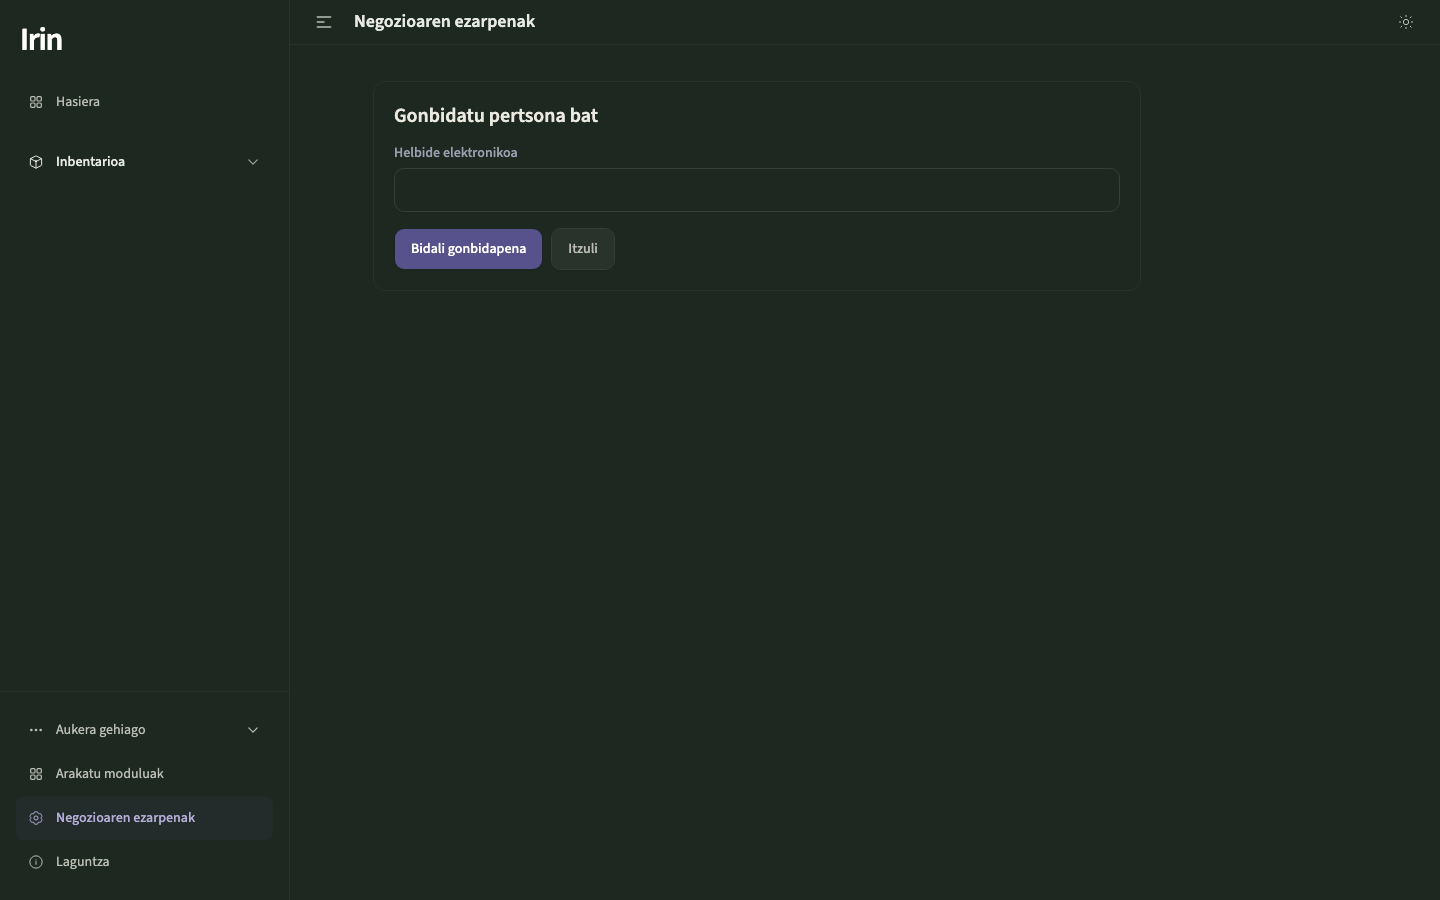 Irin
Hasiera
Inbentarioa
Aukera gehiago
Arakatu moduluak
Negozioaren ezarpenak
Laguntza
Negozioaren ezarpenak
Gonbidatu pertsona bat
Helbide elektronikoa
Bidali gonbidapena
Itzuli